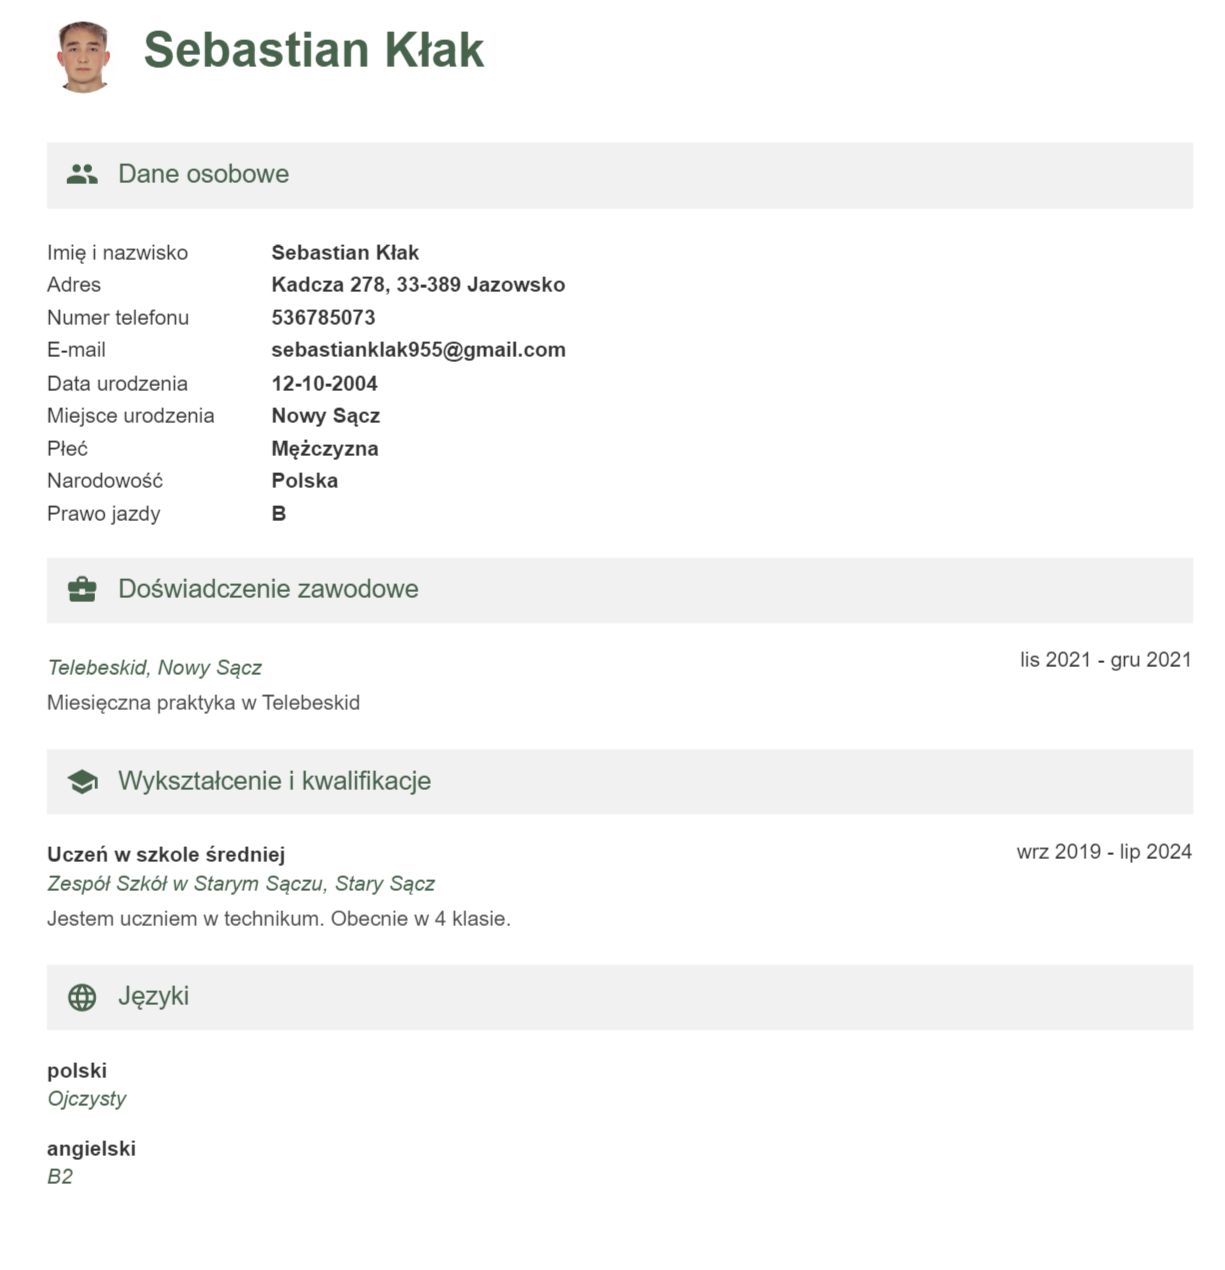 Sebastian Kłak
Dane osobowe
Imię i nazwisko Sebastian Kłak
Adres Kadcza 278, 33-389 Jazowsko
Numer telefonu 536785073
E-mail sebastianklak955@gmail.com
Data urodzenia 12-10-2004
Miejsce urodzenia Nowy Sącz
Płeć Mężczyzna
Narodowość Polska
Prawo jazdy B
Doświadczenie zawodowe
lis 2021 - gru 2021
Telebeskid, Nowy Sącz
Miesięczna praktyka w Telebeskid
Wykształcenie i kwalifikacje
Uczeń w szkole średniej wrz 2019 - lip 2024
Zespół Szkół w Starym Sączu, Stary Sącz
Jestem uczniem w technikum. Obecnie w 4 klasie.
Języki
polski
Ojczysty
angielski
B2